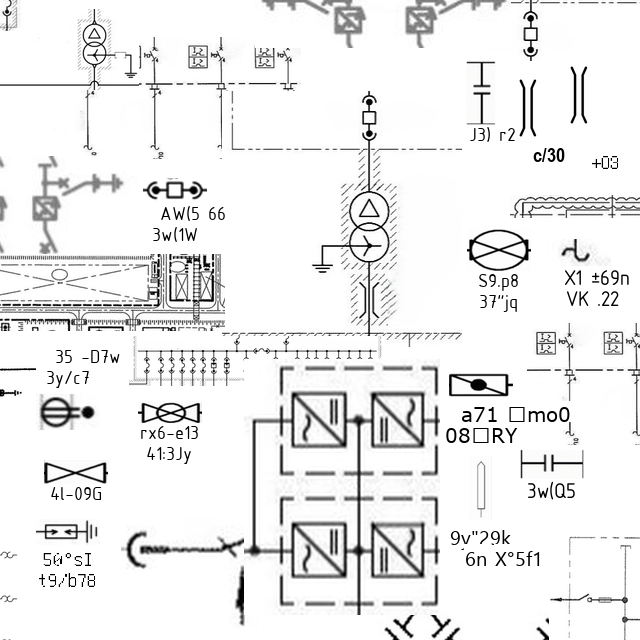 J3) r2
c/30
+03
AW(5 66
3w(1W
S9.p8
37"jq
X1 ±69n
VK .22
35 -D7w
3y/c7
a71 □mo0
08□RY
rx6-e13
41:3Jy
4l-09G
3w(Q5
9v"29k
6n X°5f1
50°sI
t9/b78